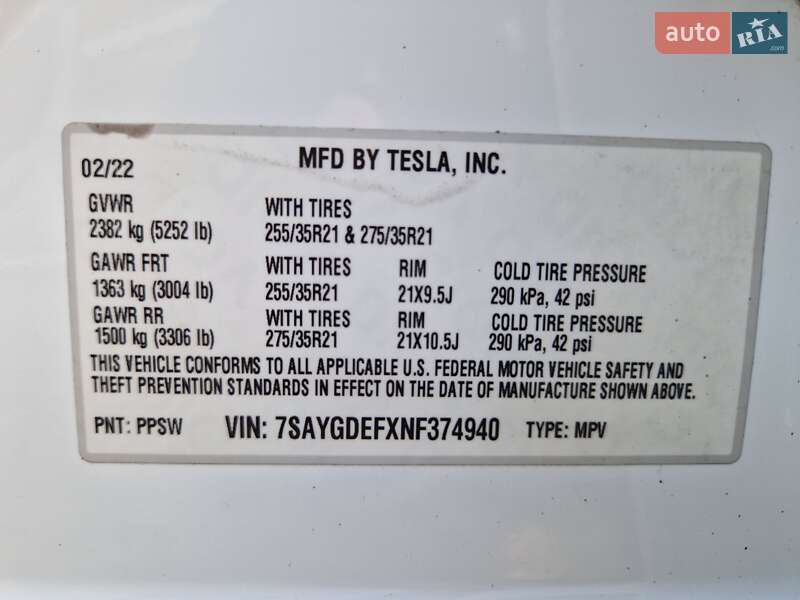 auto RIA.com
02/22 MFD BY TESLA, INC.
GVWR WITH TIRES
2382 kg (5252 lb) 255/35R21 & 275/35R21
GAWR FRT WITH TIRES RIM COLD TIRE PRESSURE
1363 kg (3004 lb) 255/35R21 21X9.5J 290 kPa, 42 psi
GAWR RR WITH TIRES RIM COLD TIRE PRESSURE
1500 kg (3306 lb) 275/35R21 21X10.5J 290 kPa, 42 psi
THIS VEHICLE CONFORMS TO ALL APPLICABLE U.S. FEDERAL MOTOR VEHICLE SAFETY AND
THEFT PREVENTION STANDARDS IN EFFECT ON THE DATE OF MANUFACTURE SHOWN ABOVE.
PNT: PPSW VIN: 7SAYGDEFXNF374940 TYPE: MPV